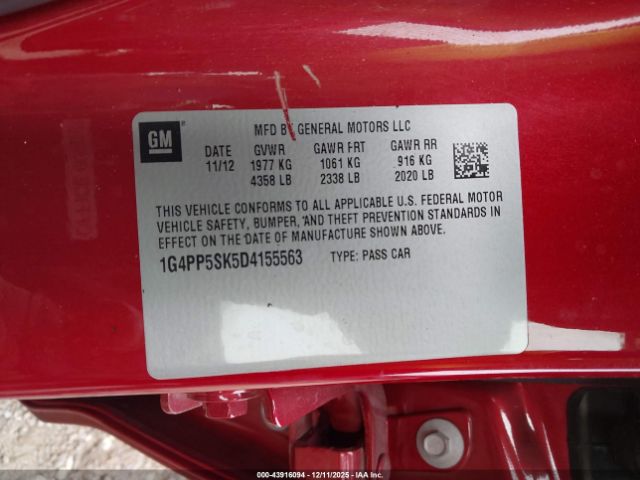 GM
MFD BY GENERAL MOTORS LLC
DATE GVWR GAWR FRT GAWR RR
11/12 1977 KG 1061 KG 916 KG
4358 LB 2338 LB 2020 LB
THIS VEHICLE CONFORMS TO ALL APPLICABLE U.S. FEDERAL MOTOR
VEHICLE SAFETY, BUMPER, AND THEFT PREVENTION STANDARDS IN
EFFECT ON THE DATE OF MANUFACTURE SHOWN ABOVE.
1G4PP5SK5D4155563 TYPE: PASS CAR
000-43916094 - 12/11/2025 - IAAI.COM